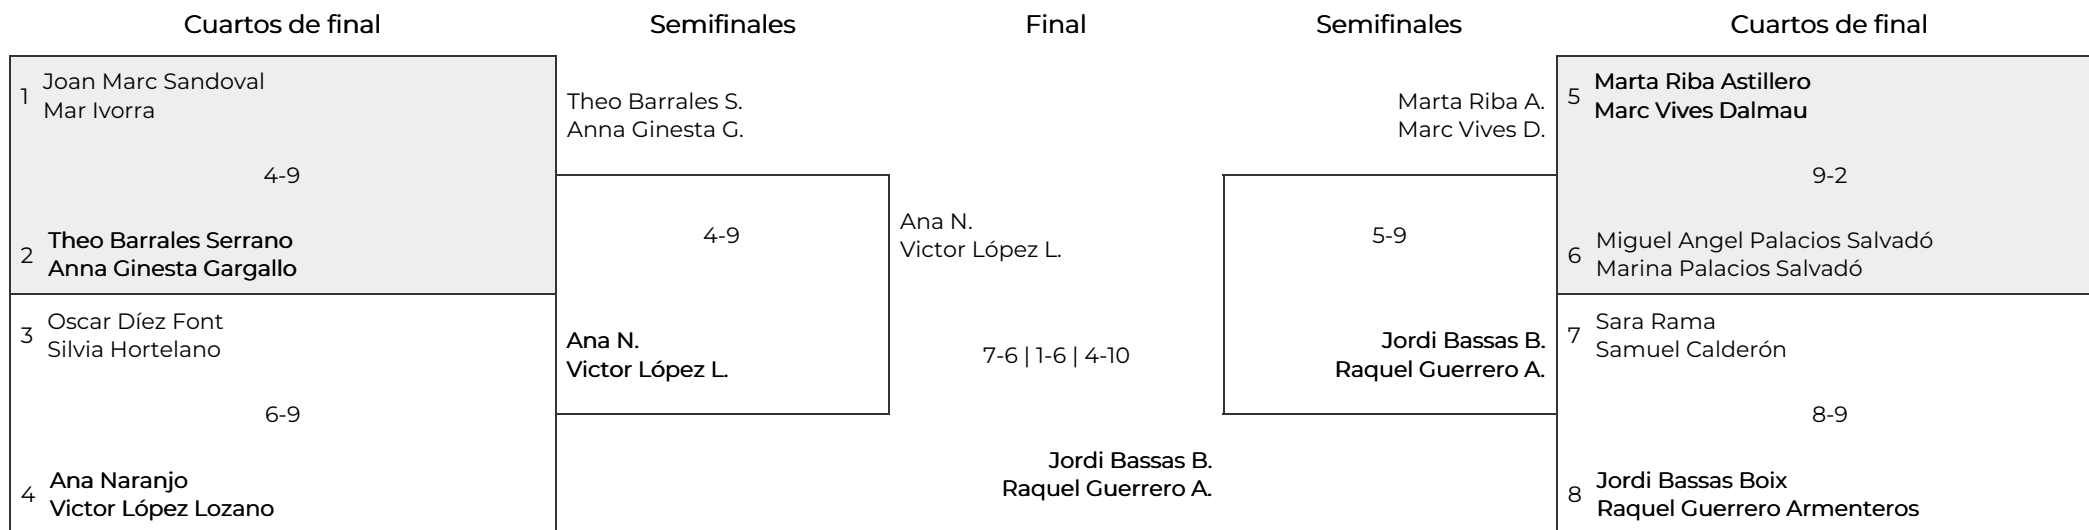 Cuartos de final
Semifinales
Final
Semifinales
Cuartos de final
1
Joan Marc Sandoval
Mar Ivorra
4-9
2
Theo Barrales Serrano
Anna Ginesta Gargallo
3
Oscar Díez Font
Silvia Hortelano
6-9
4
Ana Naranjo
Victor López Lozano
Theo Barrales S.
Anna Ginesta G.
4-9
Ana N.
Victor López L.
Ana N.
Victor López L.
7-6 | 1-6 | 4-10
Jordi Bassas B.
Raquel Guerrero A.
Marta Riba A.
Marc Vives D.
5-9
Jordi Bassas B.
Raquel Guerrero A.
5
Marta Riba Astillero
Marc Vives Dalmau
9-2
6
Miguel Angel Palacios Salvadó
Marina Palacios Salvadó
7
Sara Rama
Samuel Calderón
8-9
8
Jordi Bassas Boix
Raquel Guerrero Armenteros